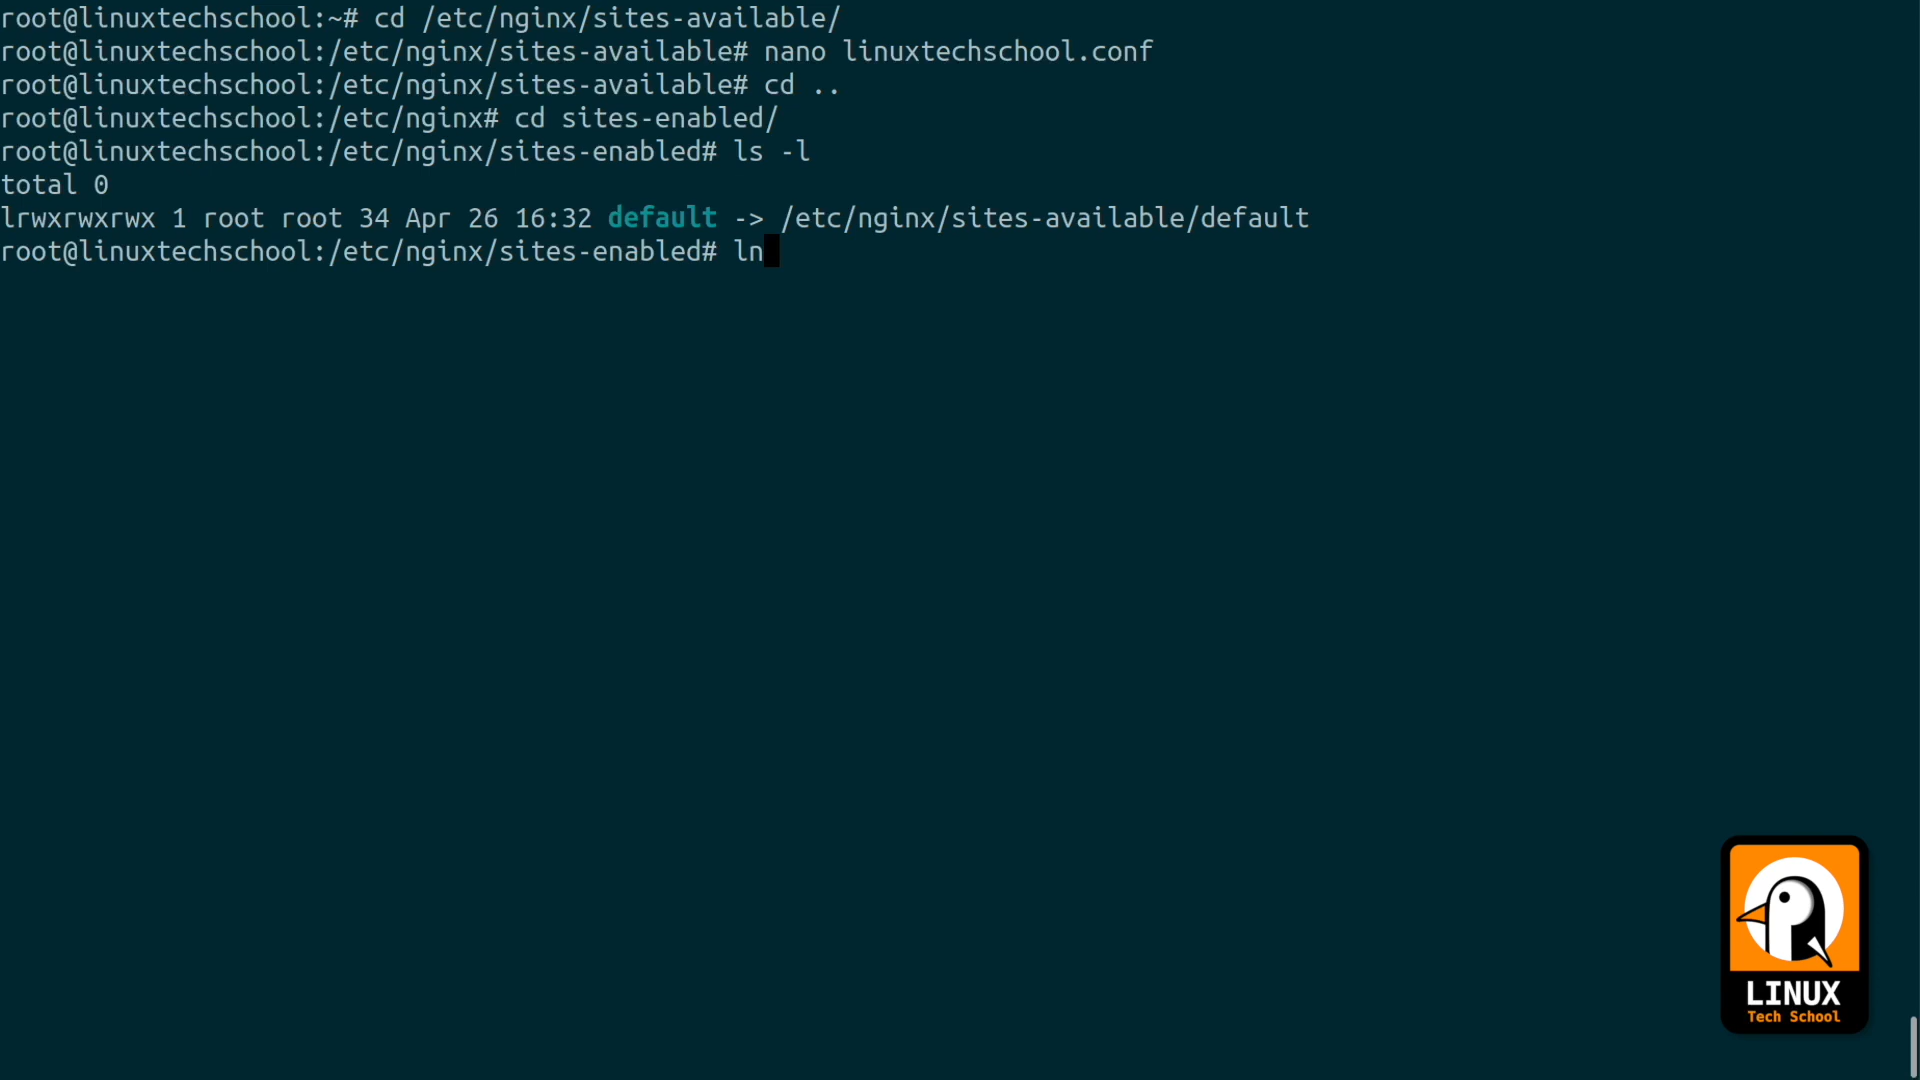 root@linuxtechschool:~# cd /etc/nginx/sites-available/
root@linuxtechschool:/etc/nginx/sites-available# nano linuxtechschool.conf
root@linuxtechschool:/etc/nginx/sites-available# cd ..
root@linuxtechschool:/etc/nginx# cd sites-enabled/
root@linuxtechschool:/etc/nginx/sites-enabled# ls -l
total 0
lrwxrwxrwx 1 root root 34 Apr 26 16:32 default -> /etc/nginx/sites-available/default
root@linuxtechschool:/etc/nginx/sites-enabled# ln
LINUX
Tech School